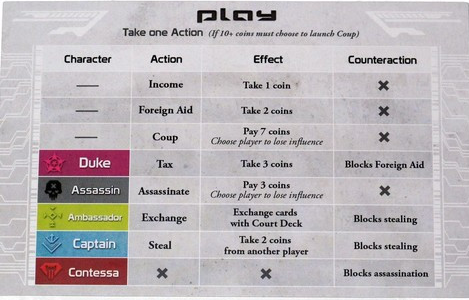 play
Take one Action (If 10+ coins must choose to launch Coup)
Character Action Effect Counteraction
Income Take 1 coin
Foreign Aid Take 2 coins
Coup Pay 7 coins
Choose player to lose influence
Duke Tax Take 3 coins Blocks Foreign Aid
Assassin Assassinate Pay 3 coins
Choose player to lose influence
Ambassador Exchange Exchange cards
with Court Deck Blocks stealing
Captain Steal Take 2 coins
from another player Blocks stealing
Contessa Blocks assassination